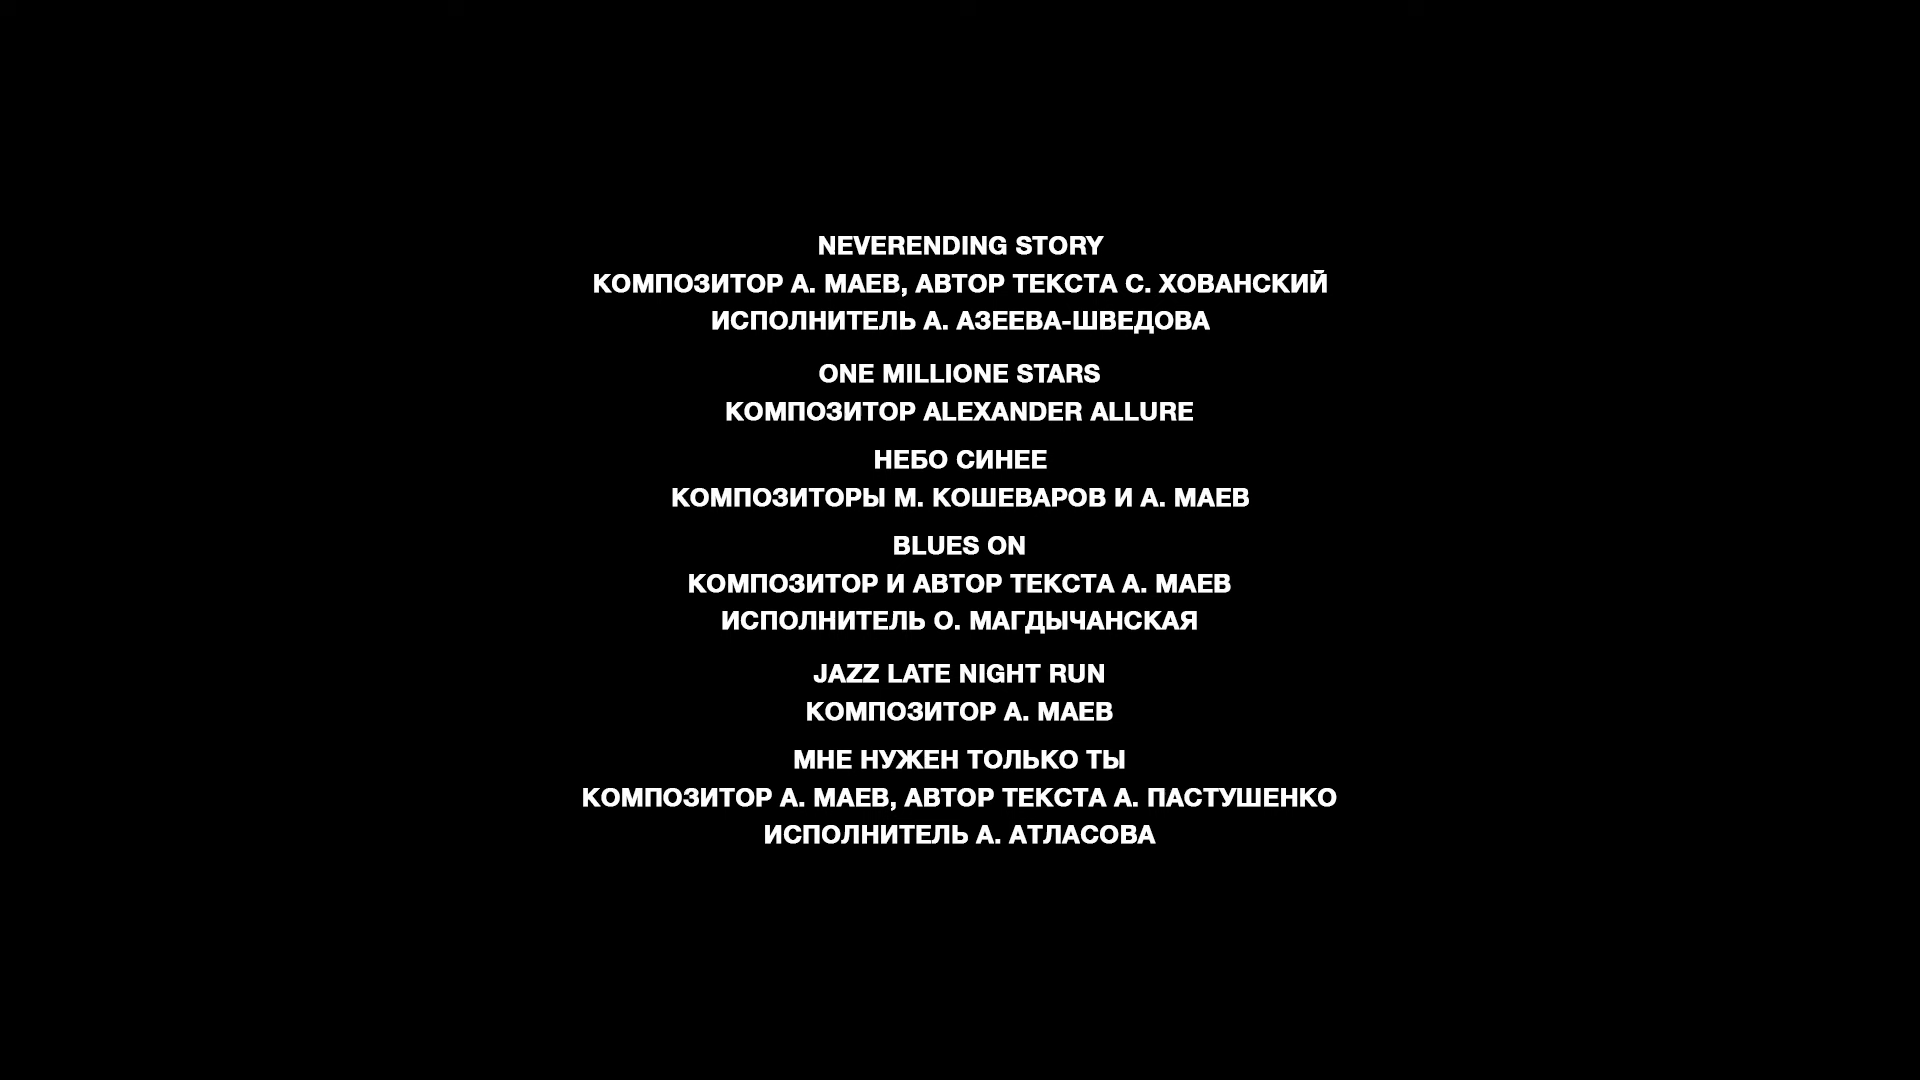 NEVERENDING STORY
КОМПОЗИТОР А. МАЕВ, АВТОР ТЕКСТА С. ХОВАНСКИЙ
ИСПОЛНИТЕЛЬ А. АЗЕЕВА-ШВЕДОВА
ONE MILLIONE STARS
КОМПОЗИТОР ALEXANDER ALLURE
НЕБО СИНЕЕ
КОМПОЗИТОРЫ М. КОШЕВАРОВ И А. МАЕВ
BLUES ON
КОМПОЗИТОР И АВТОР ТЕКСТА А. МАЕВ
ИСПОЛНИТЕЛЬ О. МАГДЫЧАНСКАЯ
JAZZ LATE NIGHT RUN
КОМПОЗИТОР А. МАЕВ
МНЕ НУЖЕН ТОЛЬКО ТЫ
КОМПОЗИТОР А. МАЕВ, АВТОР ТЕКСТА А. ПАСТУШЕНКО
ИСПОЛНИТЕЛЬ А. АТЛАСОВА